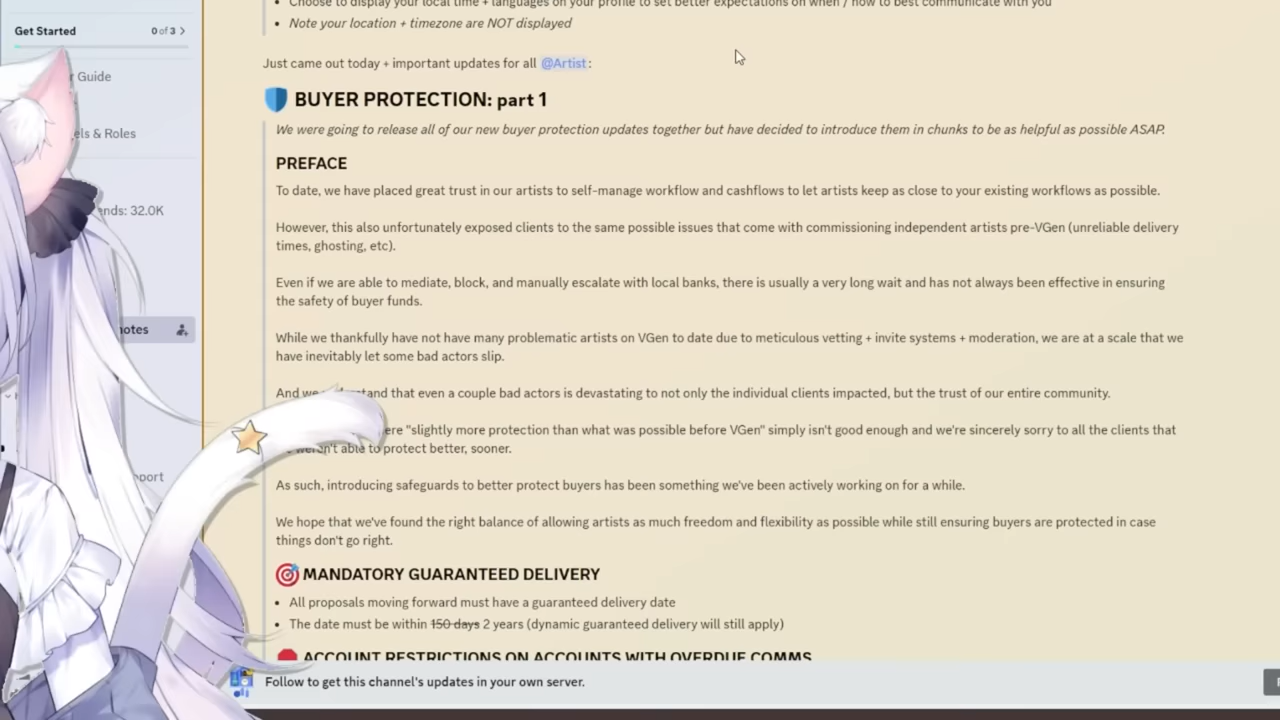 Choose to display your local time + languages on your profile to set better expectations on when / how to best communicate with you
Get Started 0 of 3
Note your location + timezone are NOT displayed
Just came out today + important updates for all @Artist:
Guide
BUYER PROTECTION: part 1
We were going to release all of our new buyer protection updates together but have decided to introduce them in chunks to be as helpful as possible ASAP.
els & Roles
PREFACE
To date, we have placed great trust in our artists to self-manage workflow and cashflows to let artists keep as close to your existing workflows as possible.
ends: 32.0K
However, this also unfortunately exposed clients to the same possible issues that come with commissioning independent artists pre-VGen (unreliable delivery
times, ghosting, etc).
Even if we are able to mediate, block, and manually escalate with local banks, there is usually a very long wait and has not always been effective in ensuring
the safety of buyer funds.
notes
While we thankfully have not have many problematic artists on VGen to date due to meticulous vetting + invite systems + moderation, we are at a scale that we
have inevitably let some bad actors slip.
And we that even a couple bad actors is devastating to not only the individual clients impacted, but the trust of our entire community.
ere "slightly more protection than what was possible before VGen" simply isn't good enough and we're sincerely sorry to all the clients that
weren't able to protect better, sooner.
port
As such, introducing safeguards to better protect buyers has been something we've been actively working on for a while.
We hope that we've found the right balance of allowing artists as much freedom and flexibility as possible while still ensuring buyers are protected in case
things don't go right.
MANDATORY GUARANTEED DELIVERY
All proposals moving forward must have a guaranteed delivery date
The date must be within 150 days 2 years (dynamic guaranteed delivery will still apply)
ACCOUNT RESTRICTIONS ON ACCOUNTS WITH OVERDUE COMMS
Follow to get this channel's updates in your own server.